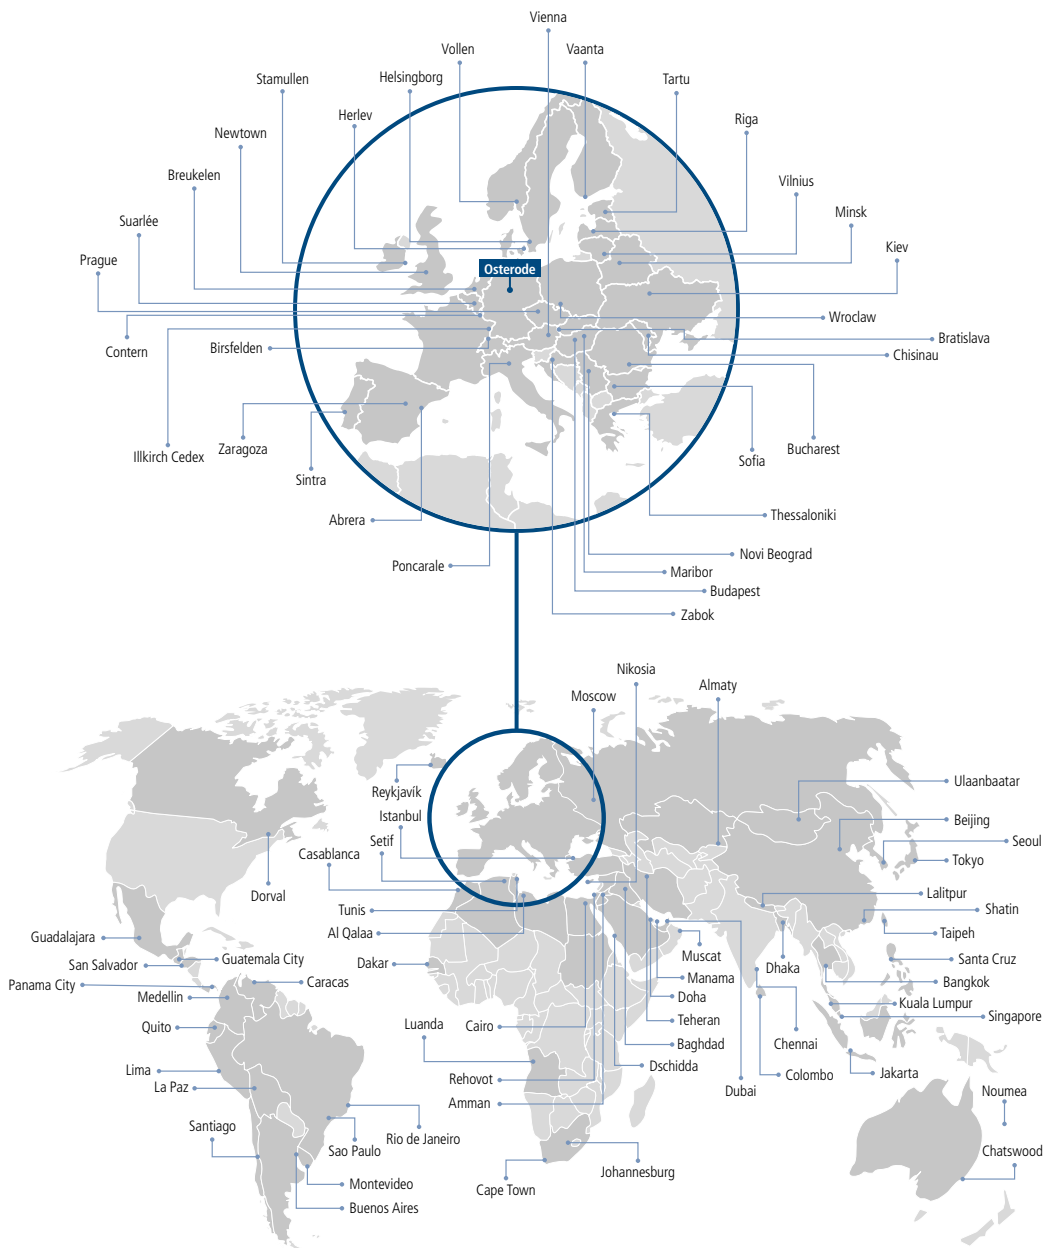 Vienna
Vollen
Vaanta
Stamullen
Helsingborg
Tartu
Herlev
Riga
Newtown
Breukelen
Vilnius
Suarlée
Minsk
Kiev
Prague
Osterode
Wroclaw
Contern
Birsfelden
Bratislava
Chisinau
Illkirch Cedex
Zaragoza
Sintra
Sofia
Bucharest
Abrera
Thessaloniki
Poncarale
Novi Beograd
Maribor
Budapest
Zabok
Nikosia
Moscow
Almaty
Reykjavík
Ulaanbaatar
Istanbul
Beijing
Setif
Seoul
Casablanca
Tokyo
Dorval
Lalitpur
Tunis
Shatin
Al Qalaa
Taipeh
Guadalajara
Guatemala City
Muscat
San Salvador
Dakar
Dhaka
Santa Cruz
Panama City
Caracas
Manama
Bangkok
Medellin
Doha
Kuala Lumpur
Quito
Luanda
Cairo
Teheran
Singapore
Baghdad
Chennai
Lima
Dschidda
La Paz
Rehovot
Dubai
Colombo
Jakarta
Amman
Noumea
Santiago
Rio de Janeiro
Sao Paulo
Chatswood
Johannesburg
Montevideo
Cape Town
Buenos Aires